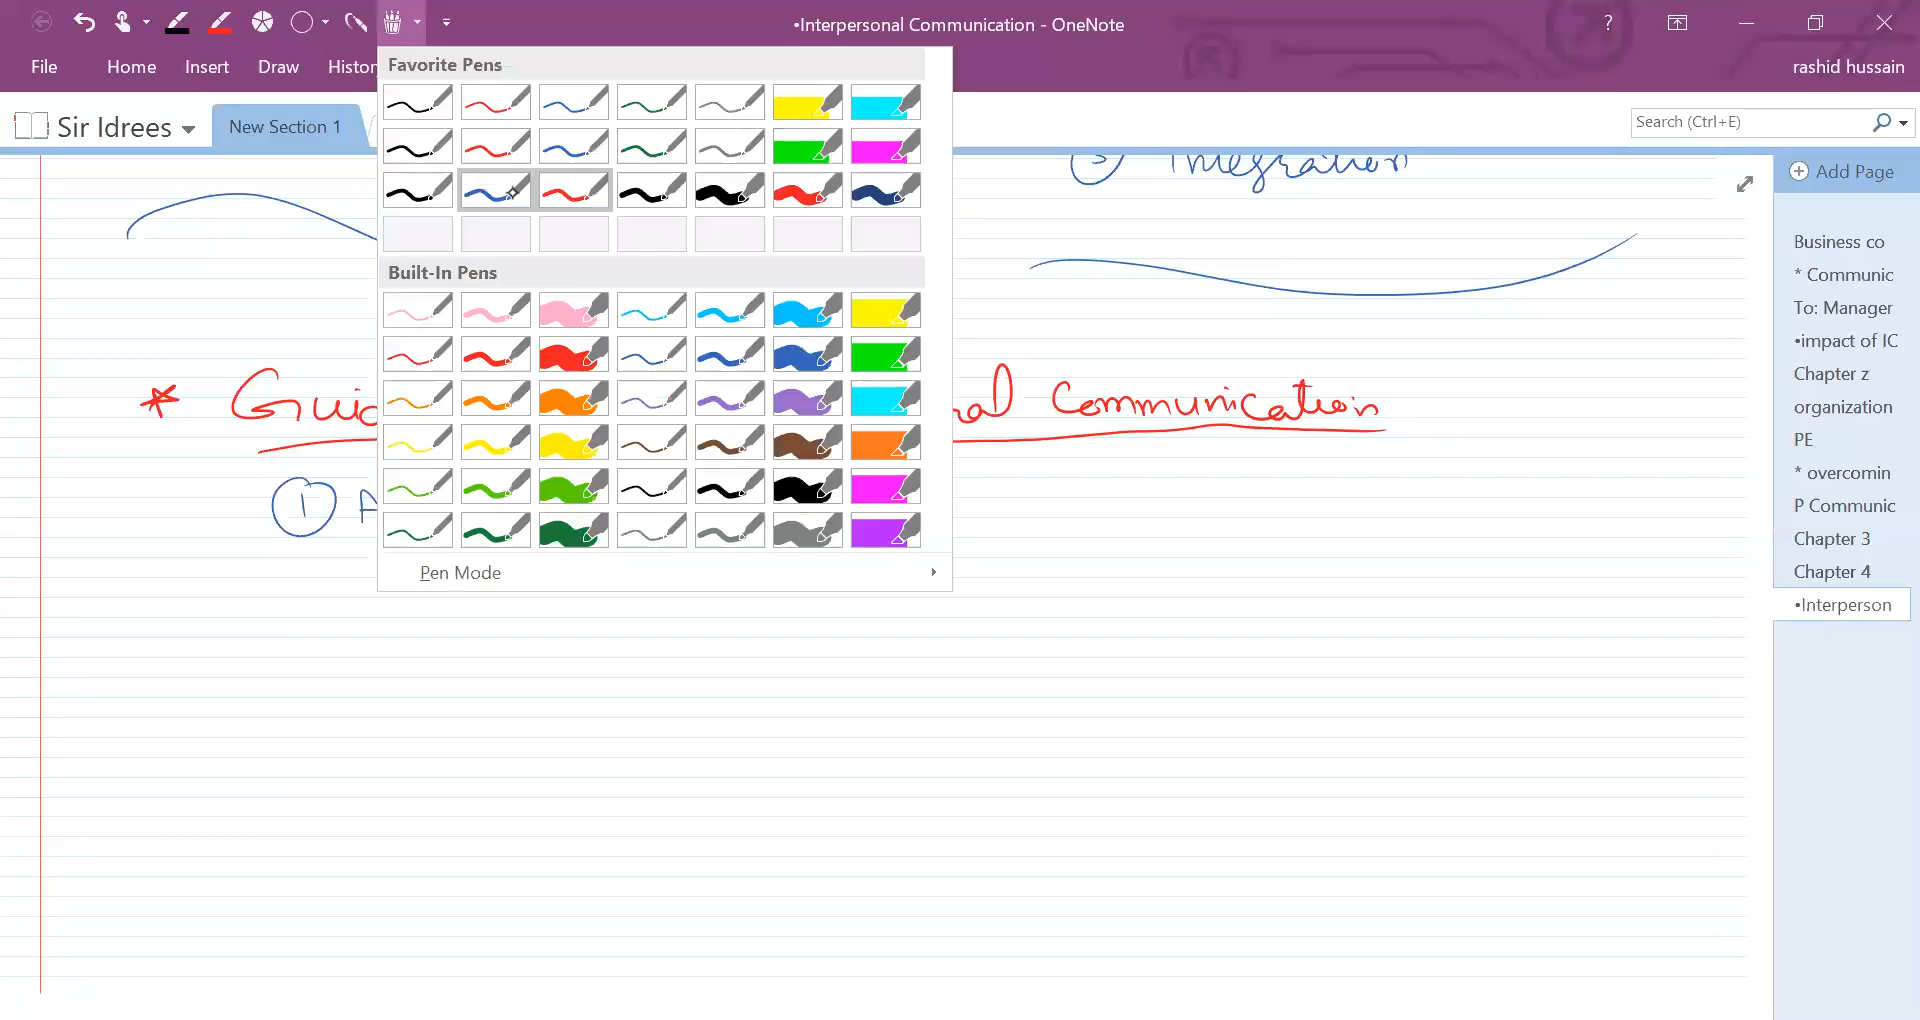 •Interpersonal Communication - OneNote
?
File Home Insert Draw
rashid hussain
Favorite Pens
Sir Idrees
New Section 1
Search (Ctrl+E)
3 Integration
Add Page
Built-In Pens
Business co
* Communic
To: Manager
•impact of IC
Chapter z
organization
PE
* overcomin
P Communic
Chapter 3
Chapter 4
•Interperson
* Communication
1
Pen Mode